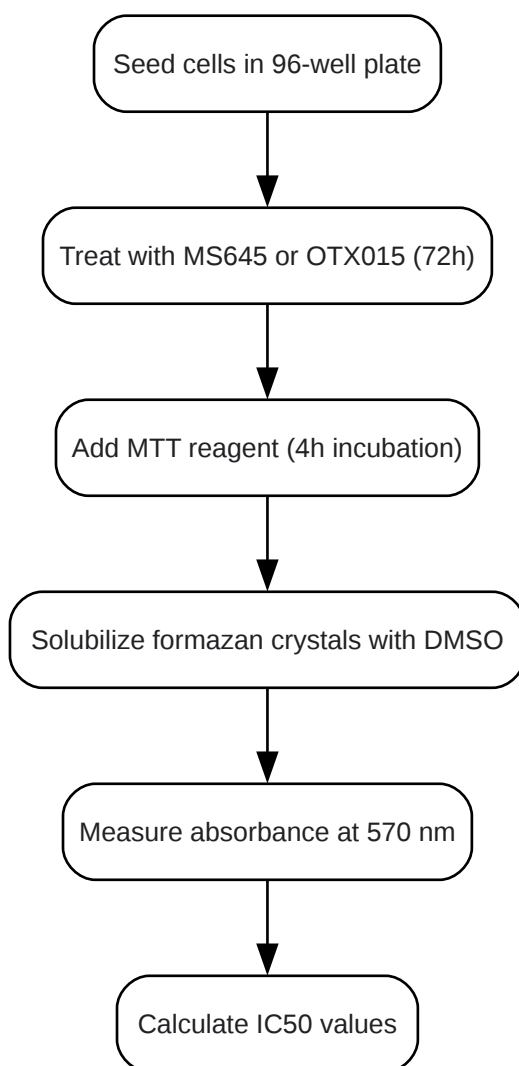 Seed cells in 96-well plate
Treat with MS645 or OTX015 (72h)
Add MTT reagent (4h incubation)
Solubilize formazan crystals with DMSO
Measure absorbance at 570 nm
Calculate IC50 values